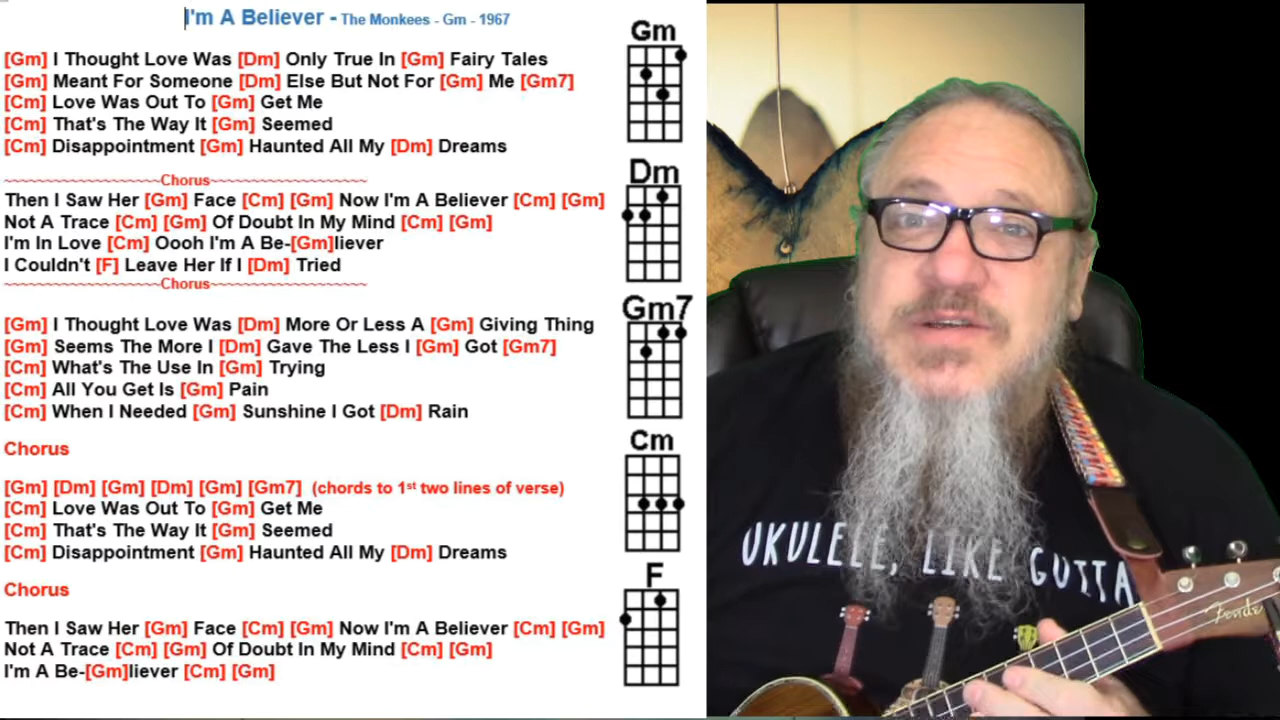 I'm A Believer - The Monkees - Gm - 1967
[Gm] I Thought Love Was [Dm] Only True In [Gm] Fairy Tales
[Gm] Meant For Someone [Dm] Else But Not For [Gm] Me [Gm7]
[Cm] Love Was Out To [Gm] Get Me
[Cm] That's The Way It [Gm] Seemed
[Cm] Disappointment [Gm] Haunted All My [Dm] Dreams
~~~~~~~~~~~~~~~~~~~Chorus~~~~~~~~~~~~~~~~~~~
Then I Saw Her [Gm] Face [Cm] [Gm] Now I'm A Believer [Cm] [Gm]
Not A Trace [Cm] [Gm] Of Doubt In My Mind [Cm] [Gm]
I'm In Love [Cm] Oooh I'm A Be-[Gm]liever
I Couldn't [F] Leave Her If I [Dm] Tried
~~~~~~~~~~~~~~~~~~~Chorus~~~~~~~~~~~~~~~~~~~
[Gm] I Thought Love Was [Dm] More Or Less A [Gm] Giving Thing
[Gm] Seems The More I [Dm] Gave The Less I [Gm] Got [Gm7]
[Cm] What's The Use In [Gm] Trying
[Cm] All You Get Is [Gm] Pain
[Cm] When I Needed [Gm] Sunshine I Got [Dm] Rain
Chorus
[Gm] [Dm] [Gm] [Dm] [Gm] [Gm7] (chords to 1st two lines of verse)
[Cm] Love Was Out To [Gm] Get Me
[Cm] That's The Way It [Gm] Seemed
[Cm] Disappointment [Gm] Haunted All My [Dm] Dreams
Chorus
Then I Saw Her [Gm] Face [Cm] [Gm] Now I'm A Believer [Cm] [Gm]
Not A Trace [Cm] [Gm] Of Doubt In My Mind [Cm] [Gm]
I'm A Be-[Gm]liever [Cm] [Gm]
Gm
Dm
Gm7
Cm
F
UKULELE, LIKE GUITA
Fende